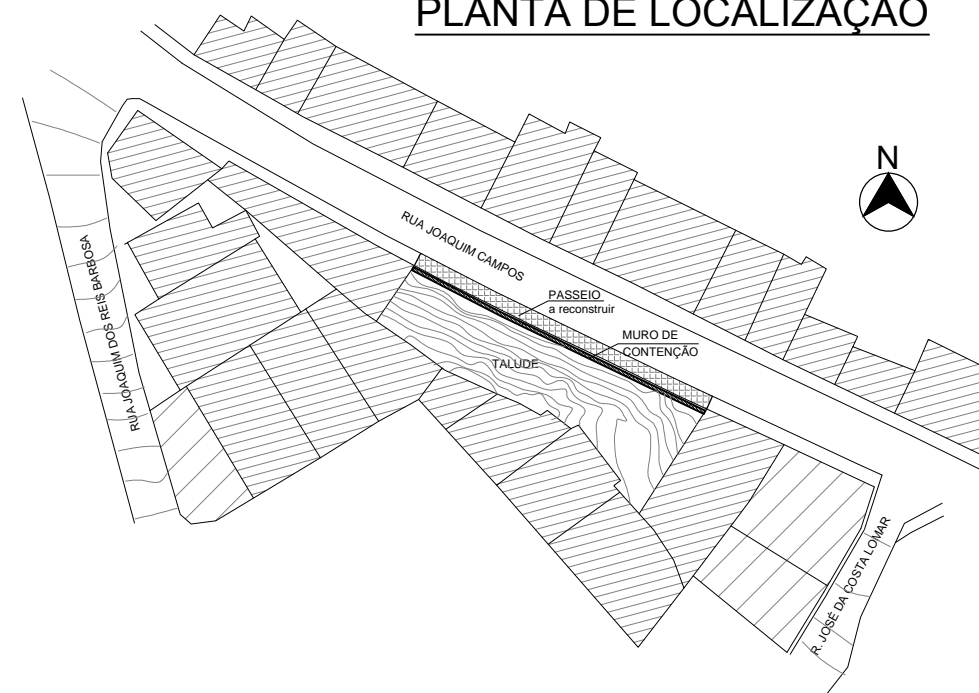 PLANTA DE LOCALIZAÇÃO
N
RUA JOAQUIM CAMPOS
RUA JOAQUIM DOS REIS BARBOSA
PASSEIO
a reconstruir
MURO DE
CONTENÇÃO
TALUDE
R. JOSÉ DA COSTA LOMAR